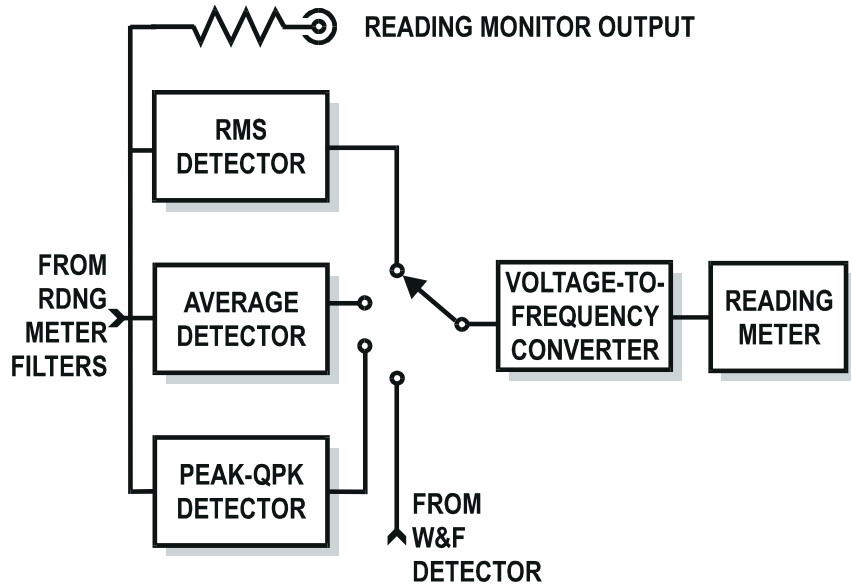 READING MONITOR OUTPUT
RMS
DETECTOR
FROM
RDNG
METER
FILTERS
AVERAGE
DETECTOR
VOLTAGE-TO-
FREQUENCY
CONVERTER
READING
METER
PEAK-QPK
DETECTOR
FROM
W&F
DETECTOR